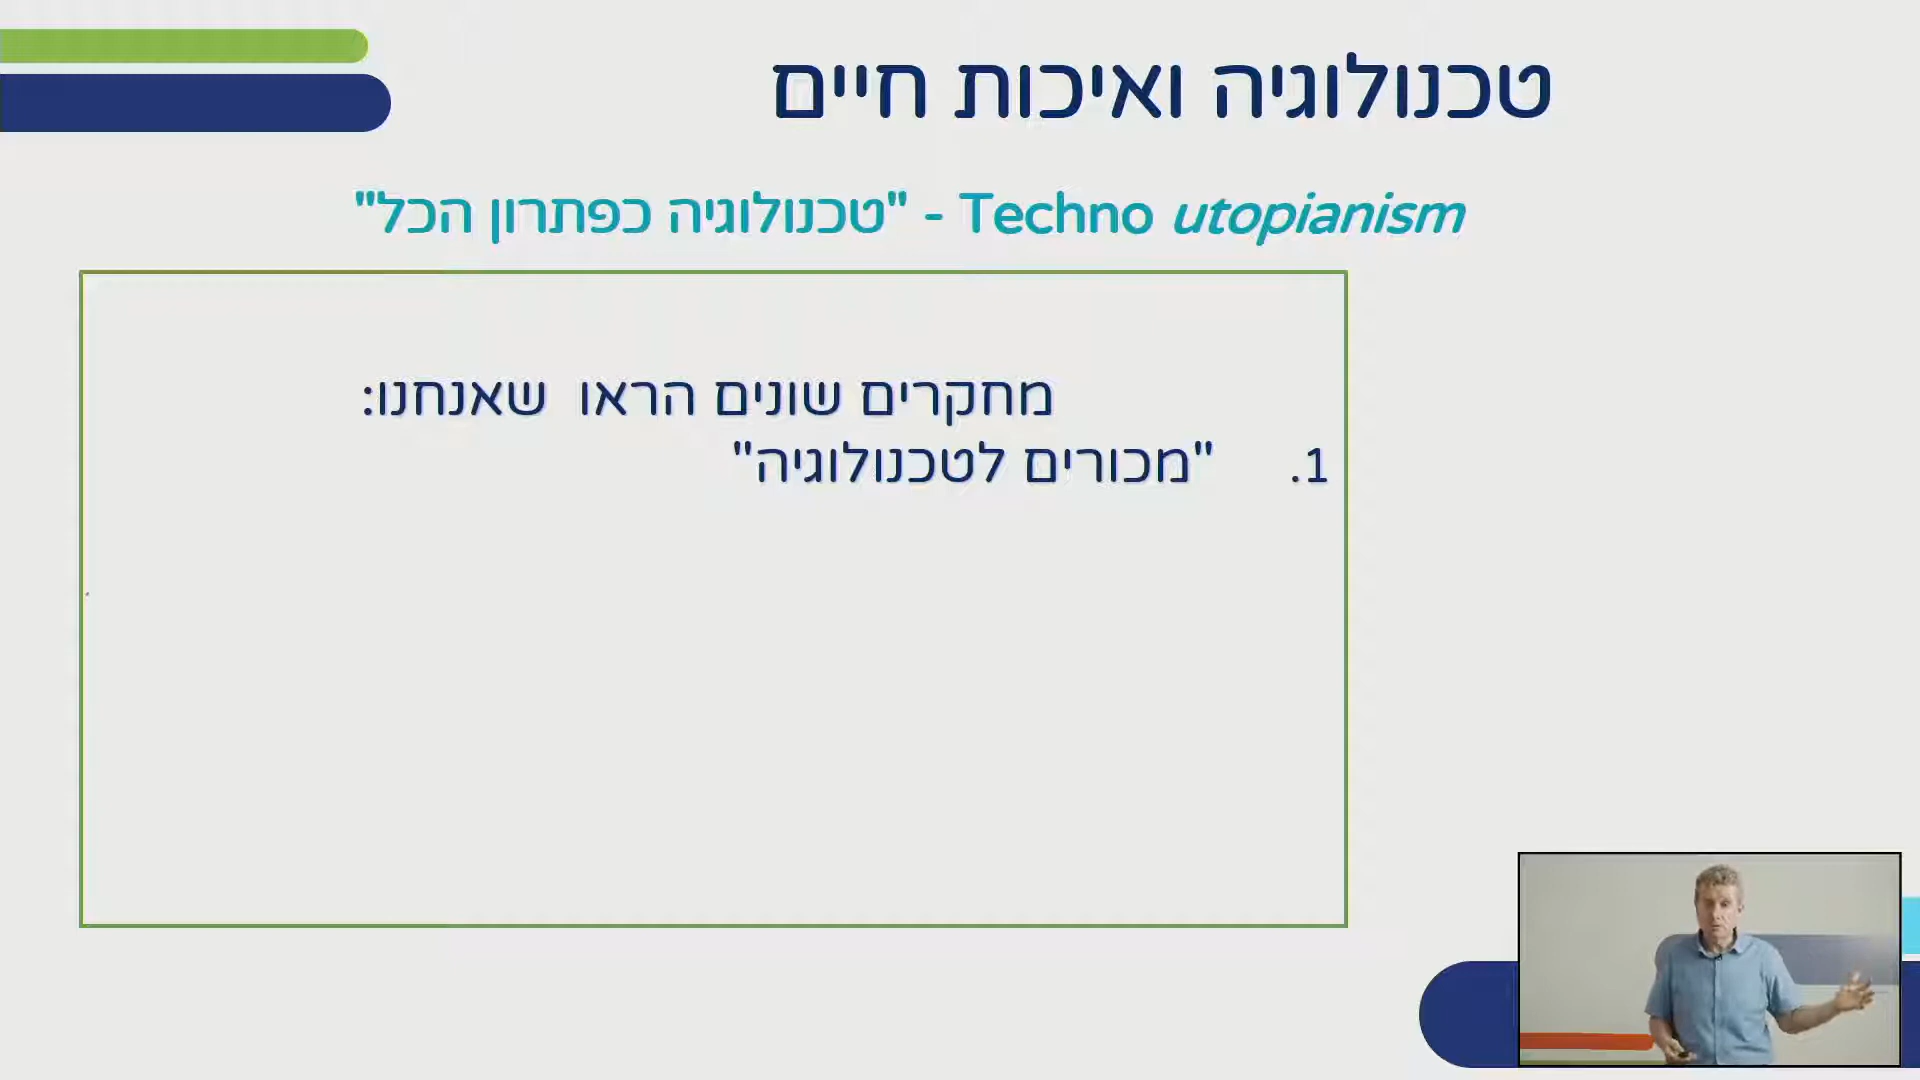 טכנולוגיה ואיכות חיים
"טכנולוגיה כפתרון הכל" - Techno utopianism
מחקרים שונים הראו שאנחנו:
1. "מכורים לטכנולוגיה"